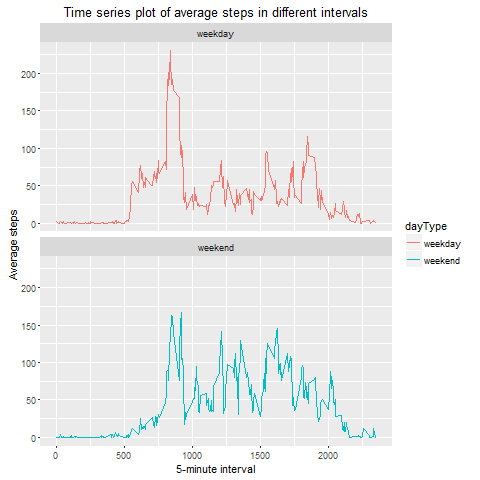 Time series plot of average steps in different intervals
weekday
200
150
100
50
0
weekend
200
150
100
50
0
0 500 1000 1500 2000
5-minute interval
Average steps
dayType
weekday
weekend